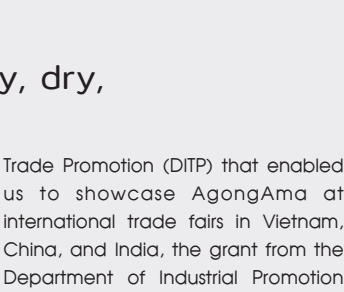 y, dry,
Trade Promotion (DITP) that enabled
us to showcase AgongAma at
international trade fairs in Vietnam,
China, and India, the grant from the
Department of Industrial Promotion